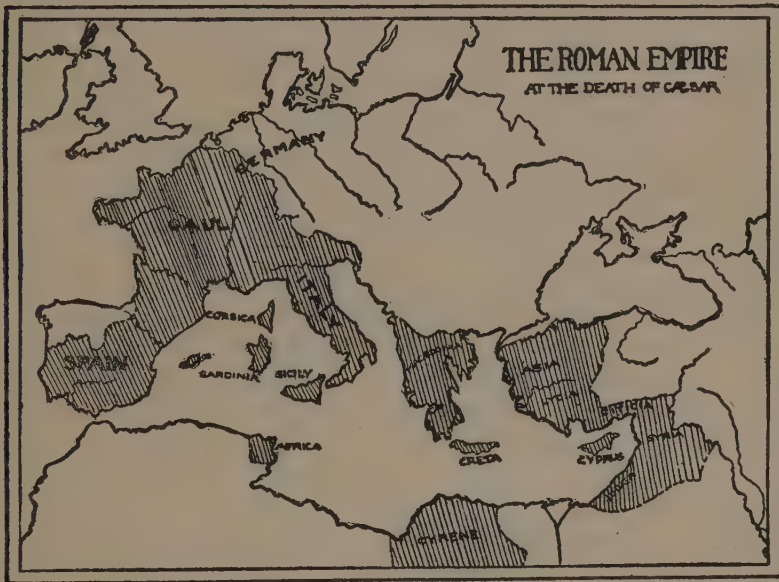 THE ROMAN EMPIRE
AT THE DEATH OF CÆSAR
GERMANY
GAUL
ITALY
CORSICA
SPAIN
SARDINIA
SICILY
ASIA
SYRIA
AFRICA
CRETA
CYPRUS
CYRENE